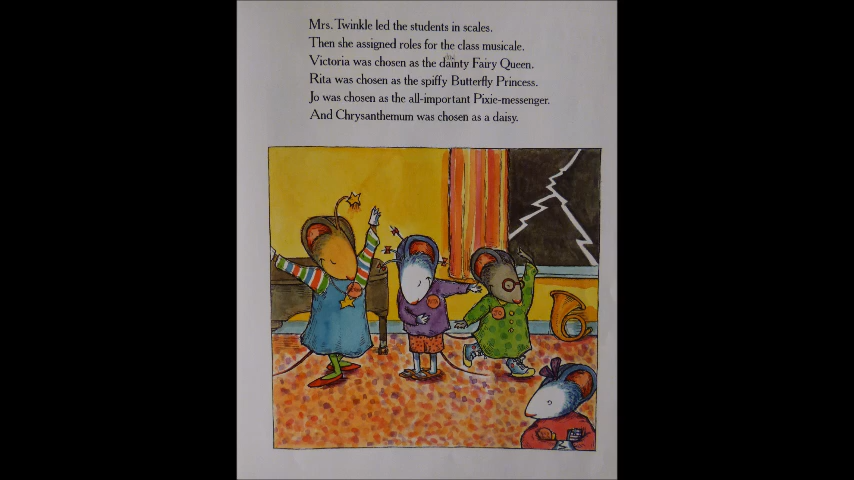 Mrs. Twinkle led the students in scales.
Then she assigned roles for the class musicale.
Victoria was chosen as the dainty Fairy Queen.
Rita was chosen as the spiffy Butterfly Princess.
Jo was chosen as the all-important Pixie-messenger.
And Chrysanthemum was chosen as a daisy.
JO